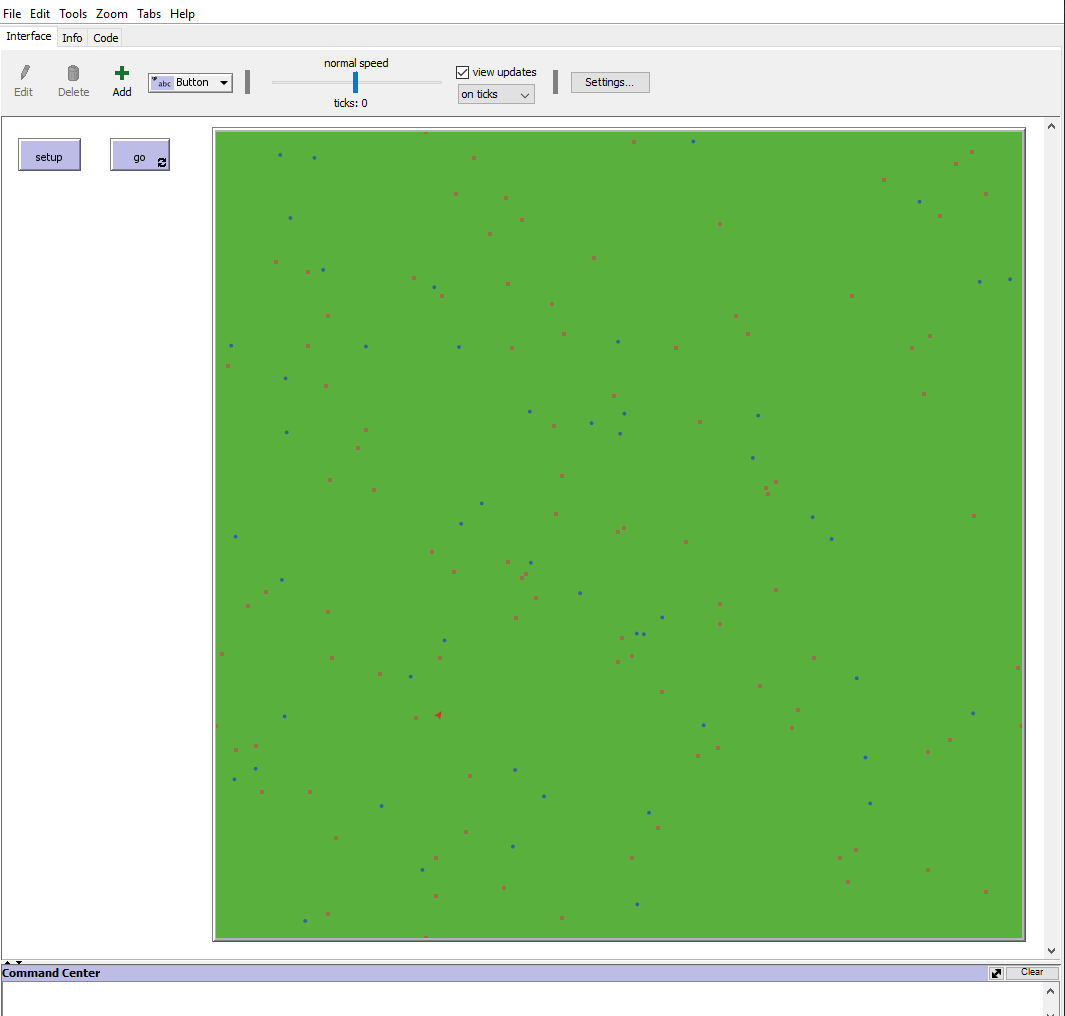 File Edit Tools Zoom Tabs Help
Interface Info Code
normal speed
Edit Delete Add abc Button view updates Settings...
on ticks
ticks: 0
setup go
Command Center Clear